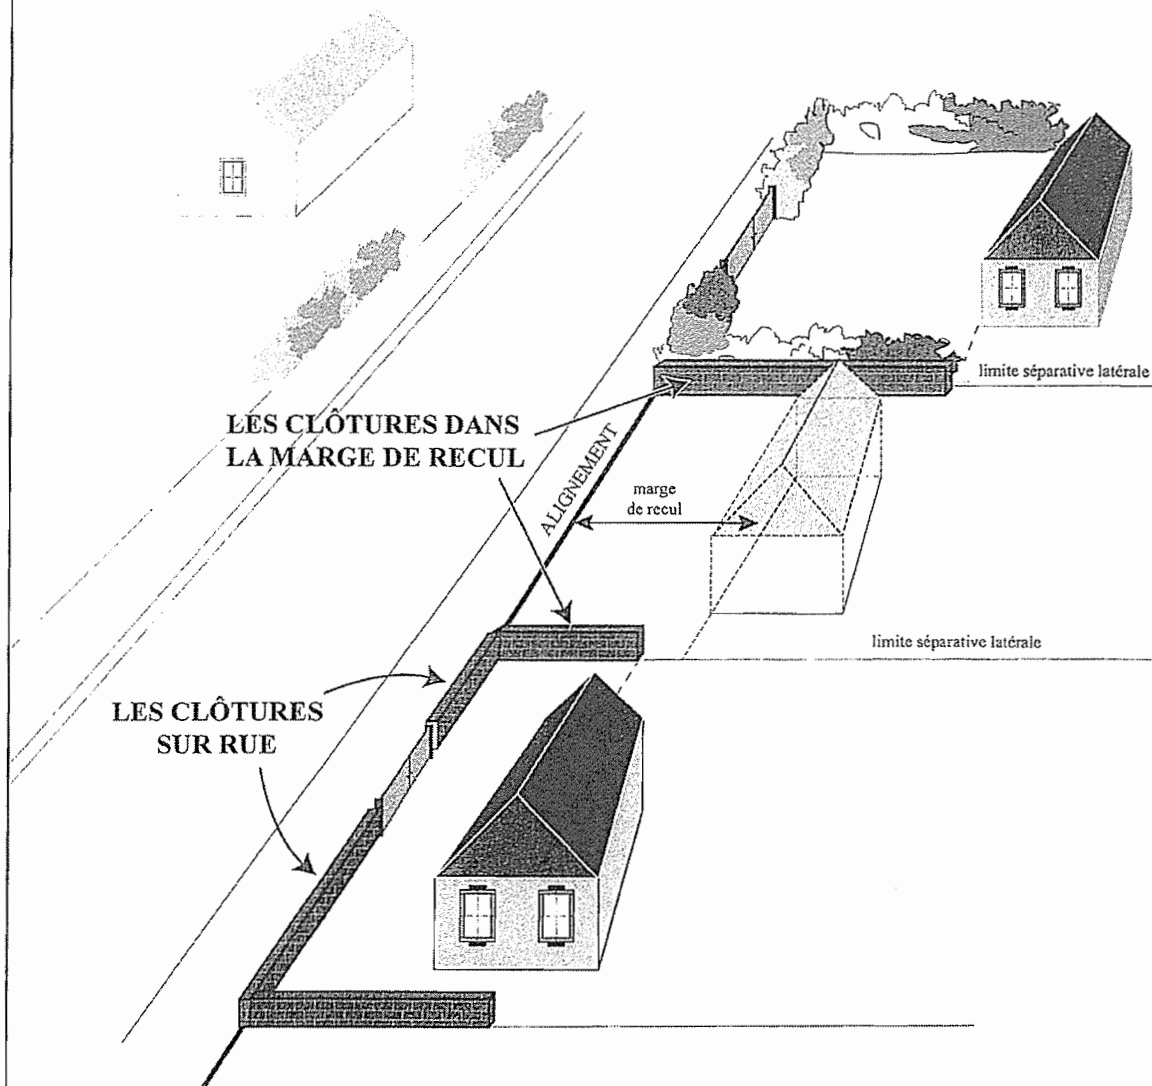 limite séparative latérale
LES CLÔTURES DANS
LA MARGE DE RECUL
ALIGNEMENT
marge
de recul
limite séparative latérale
LES CLÔTURES
SUR RUE